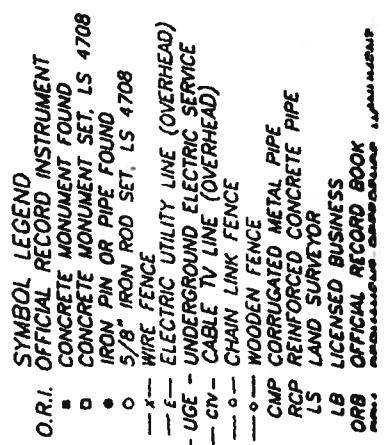 SYMBOL LEGEND
O.R.I. OFFICIAL RECORD INSTRUMENT
■ CONCRETE MONUMENT FOUND
□ CONCRETE MONUMENT SET, LS 4708
● IRON PIN OR PIPE FOUND
○ 5/8" IRON ROD SET, LS 4708
— x — WIRE FENCE
— E — ELECTRIC UTILITY LINE (OVERHEAD)
- UGE - UNDERGROUND ELECTRIC SERVICE
— CTV — CABLE TV LINE (OVERHEAD)
— o — CHAIN LINK FENCE
— o — WOODEN FENCE
CMP CORRUGATED METAL PIPE
RCP REINFORCED CONCRETE PIPE
LS LAND SURVEYOR
LB LICENSED BUSINESS
ORB OFFICIAL RECORD BOOK